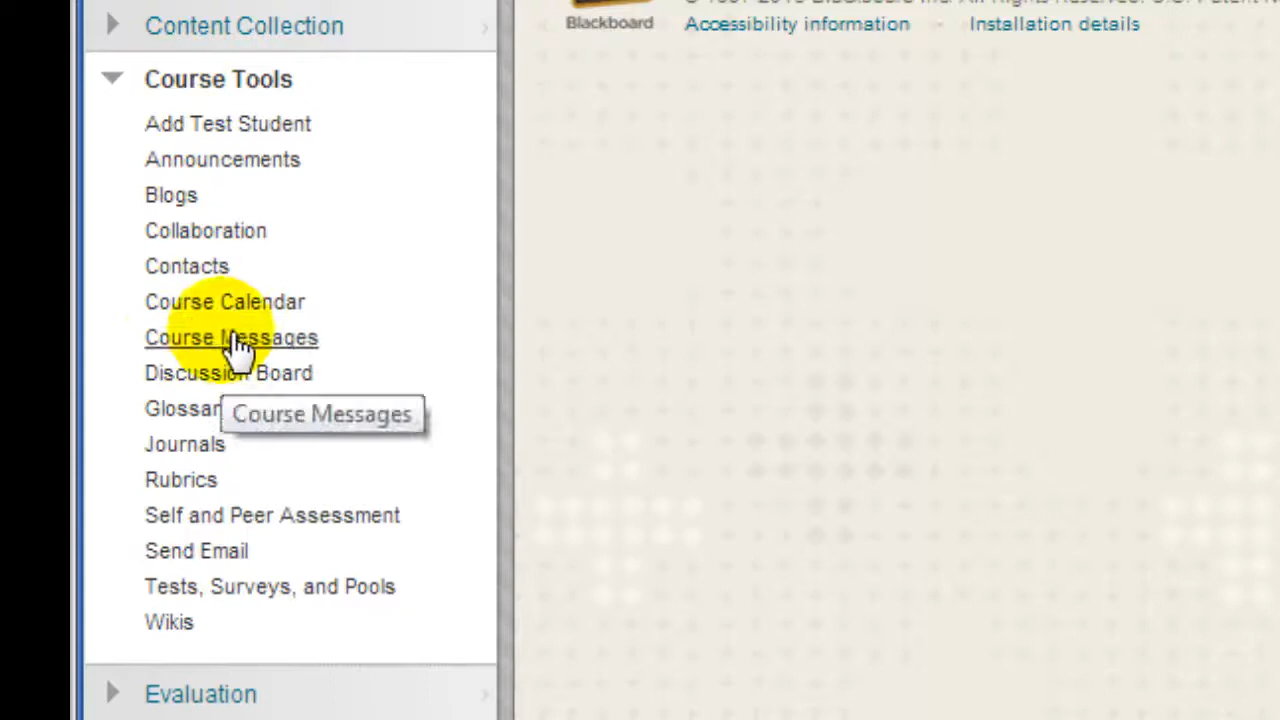 Content Collection
Blackboard
Accessibility information - Installation details
Course Tools
Add Test Student
Announcements
Blogs
Collaboration
Contacts
Course Calendar
Course Messages
Discussion Board
Course Messages
Journals
Rubrics
Self and Peer Assessment
Send Email
Tests, Surveys, and Pools
Wikis
Evaluation